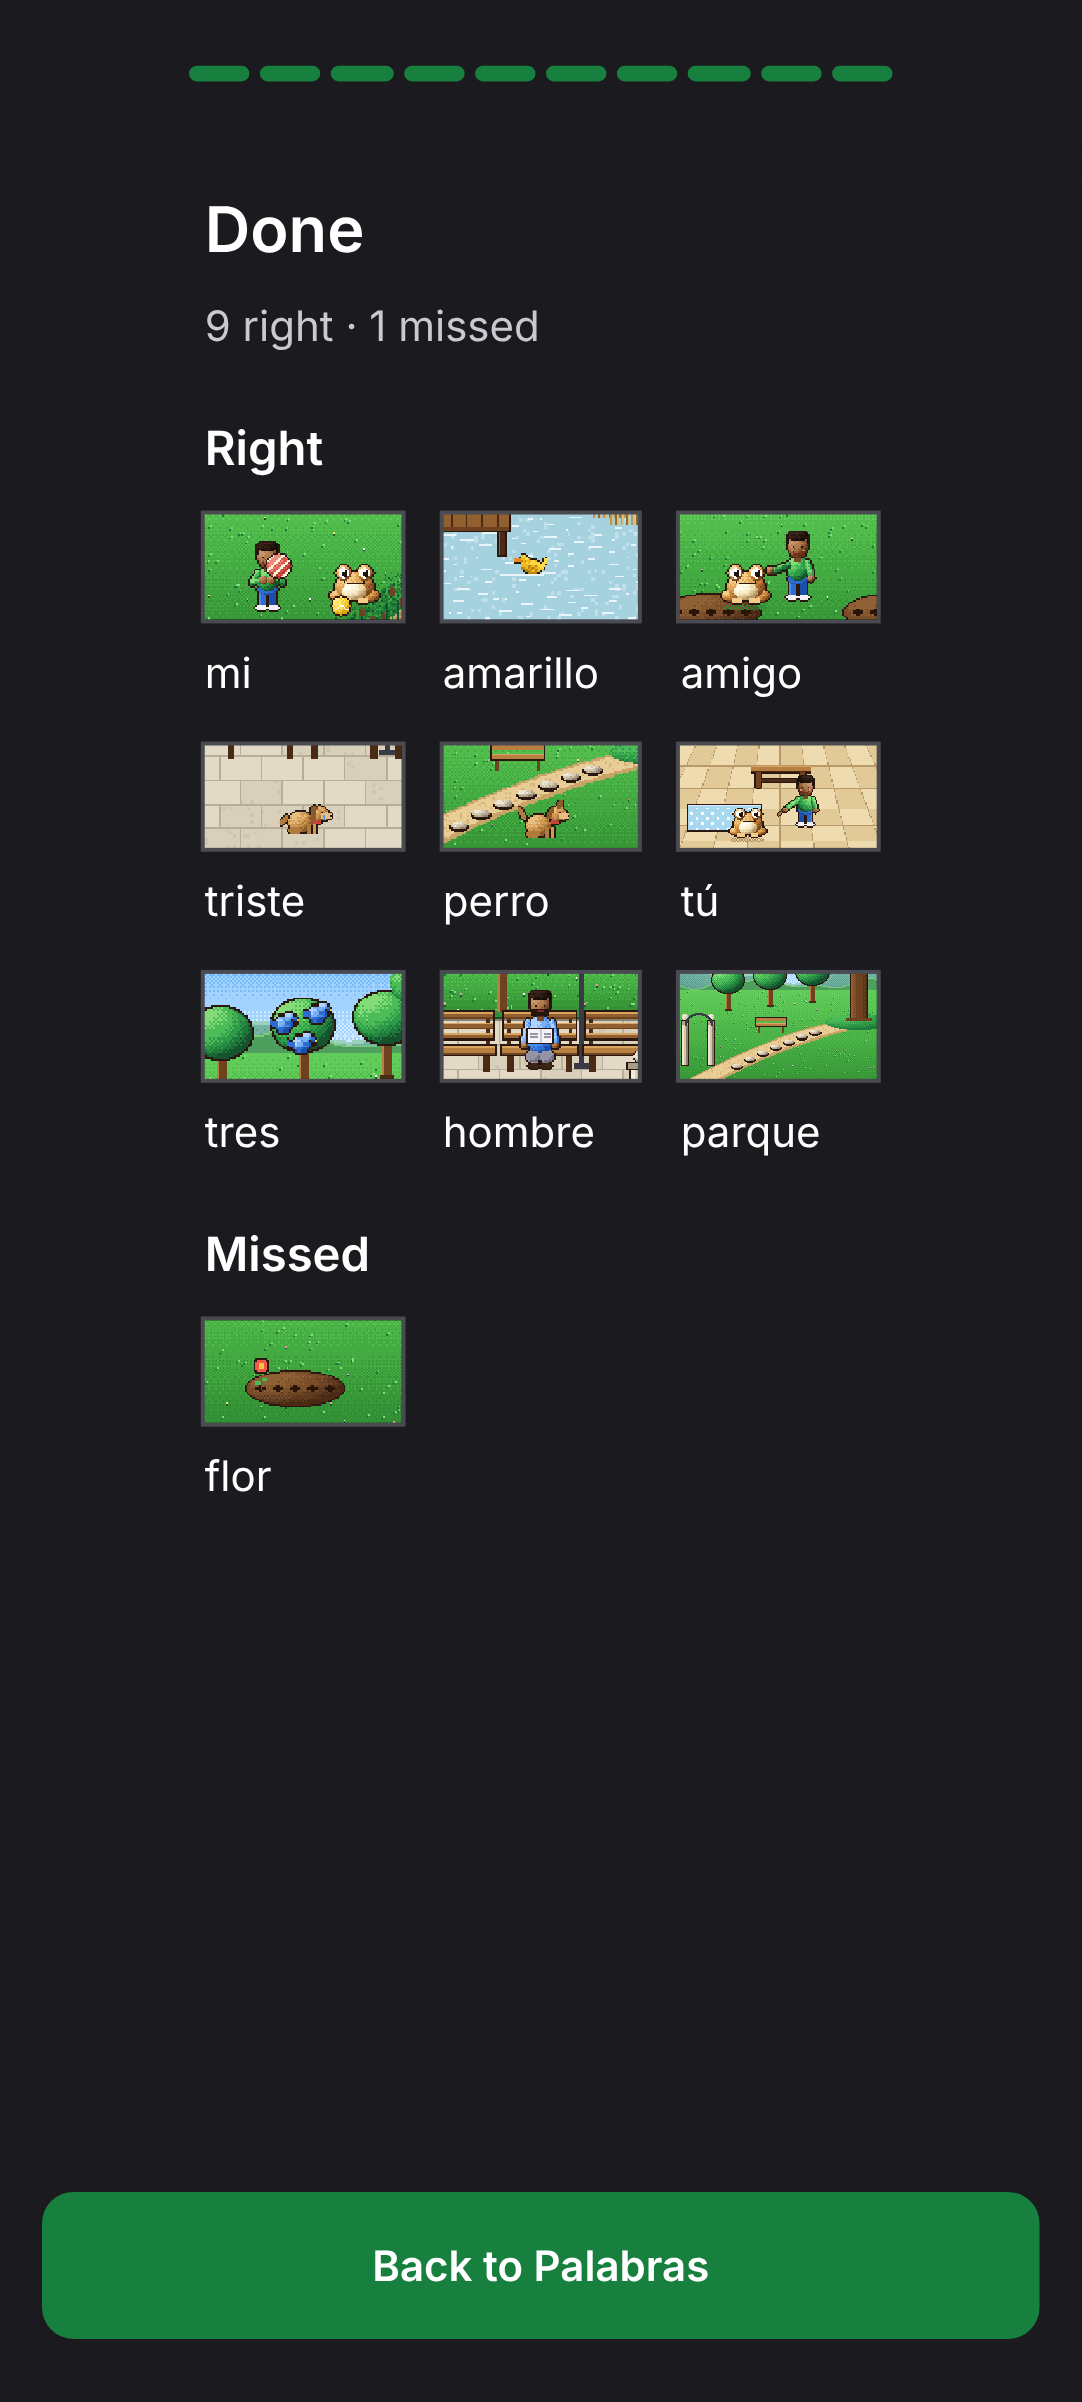 Done
9 right · 1 missed
Right
mi amarillo amigo
triste perro tú
tres hombre parque
Missed
flor
Back to Palabras